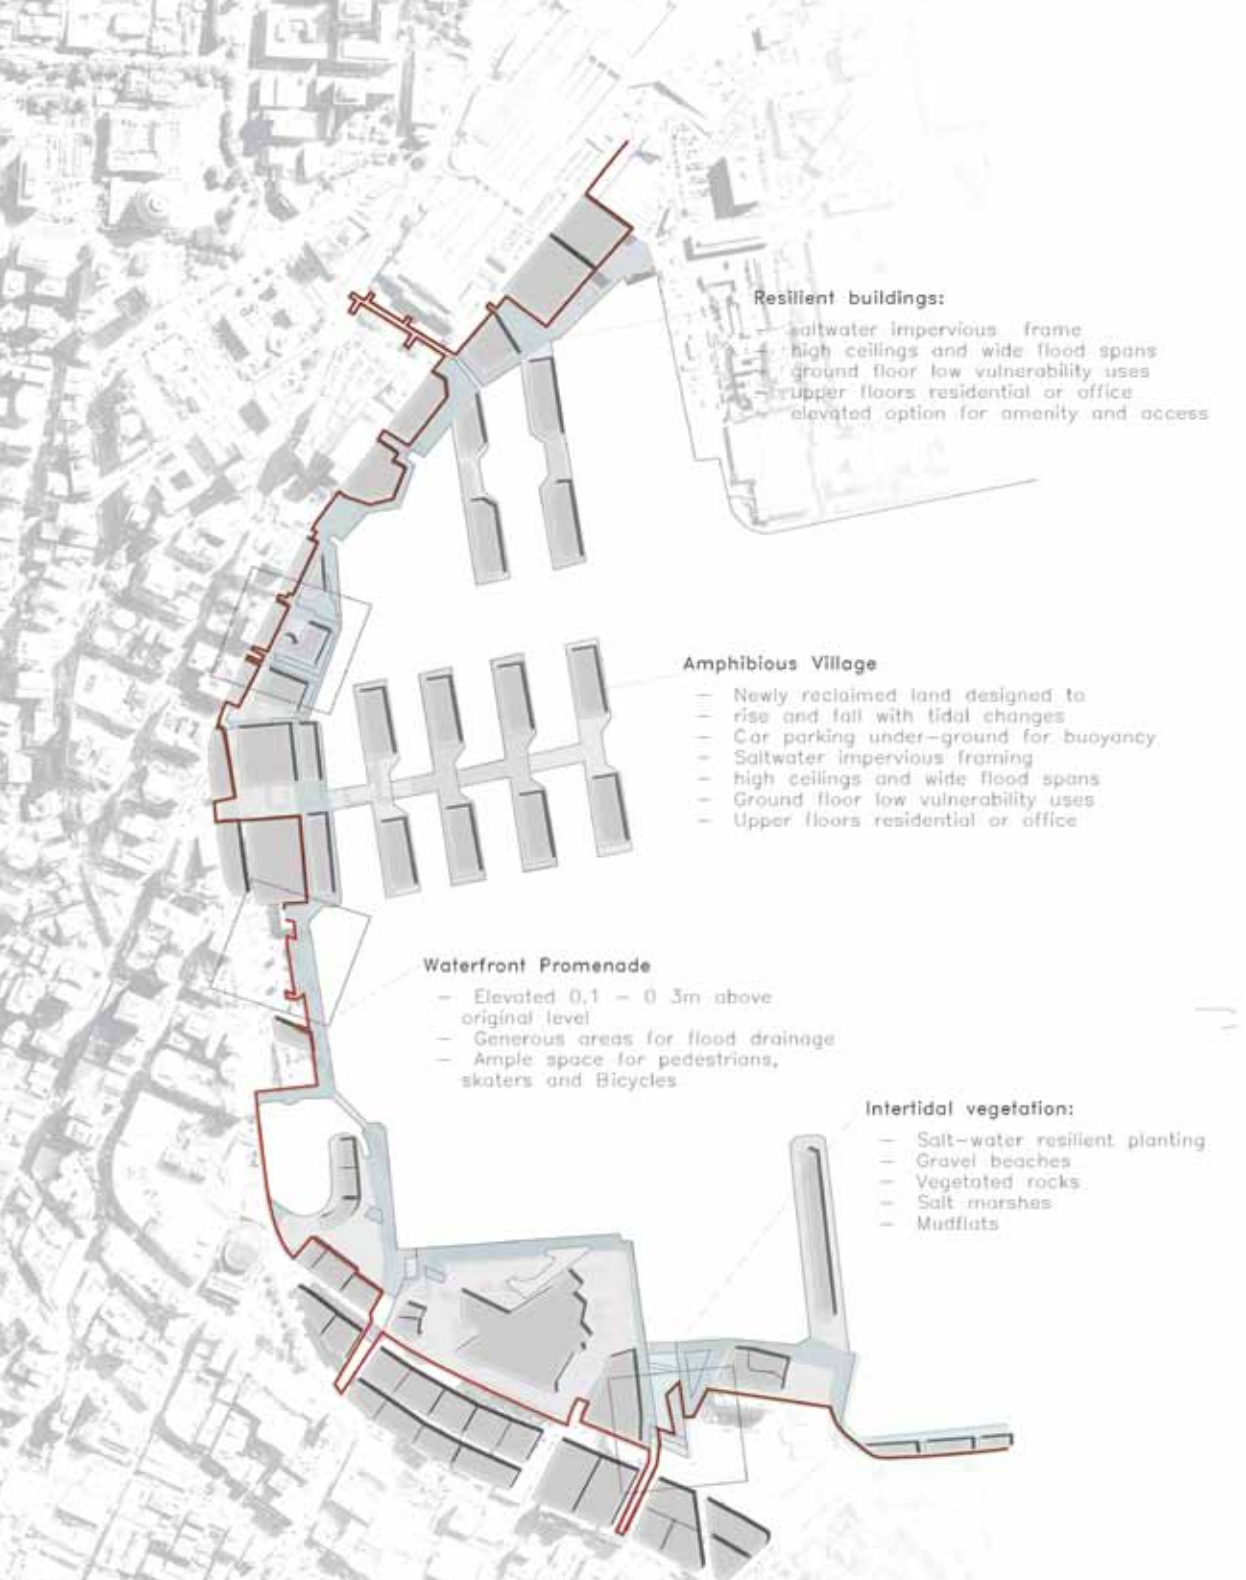 Resilient buildings:
— saltwater impervious frame
— high ceilings and wide flood spans
— ground floor low vulnerability uses
— upper floors residential or office
— elevated option for amenity and access
Amphibious Village
— Newly reclaimed land designed to
— rise and fall with tidal changes
— Car parking under-ground for buoyancy
— Saltwater impervious framing
— high ceilings and wide flood spans
— Ground floor low vulnerability uses
— Upper floors residential or office
Waterfront Promenade
— Elevated 0.1 – 0 3m above
original level
— Generous areas for flood drainage
— Ample space for pedestrians,
skaters and Bicycles
Intertidal vegetation:
— Salt-water resilient planting
— Gravel beaches
— Vegetated rocks
— Salt marshes
— Mudflats